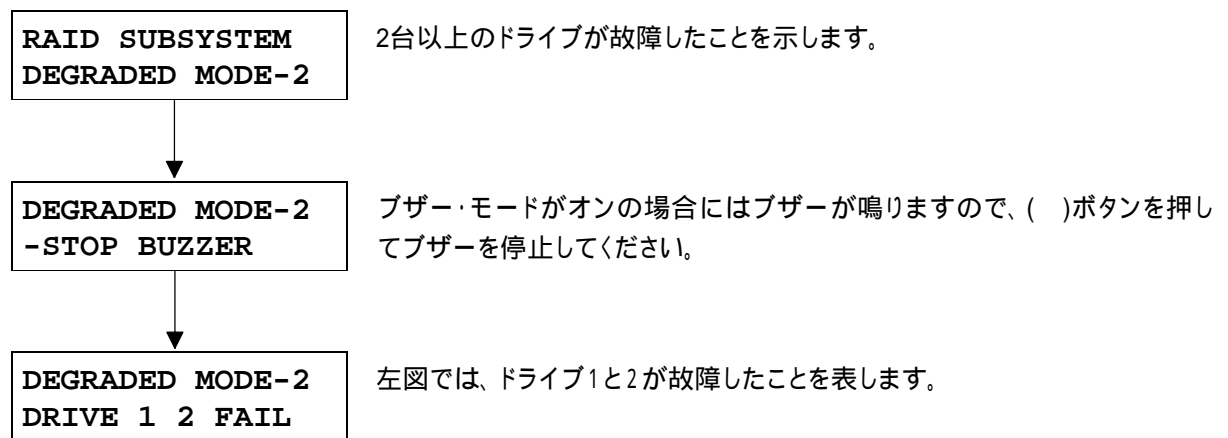 RAID SUBSYSTEM
DEGRADED MODE-2
2台以上のドライブが故障したことを示します。
DEGRADED MODE-2
-STOP BUZZER
ブザー・モードがオンの場合にはブザーが鳴りますので、(　)ボタンを押し
てブザーを停止してください。
DEGRADED MODE-2
DRIVE 1 2 FAIL
左図では、ドライブ1と2が故障したことを表します。